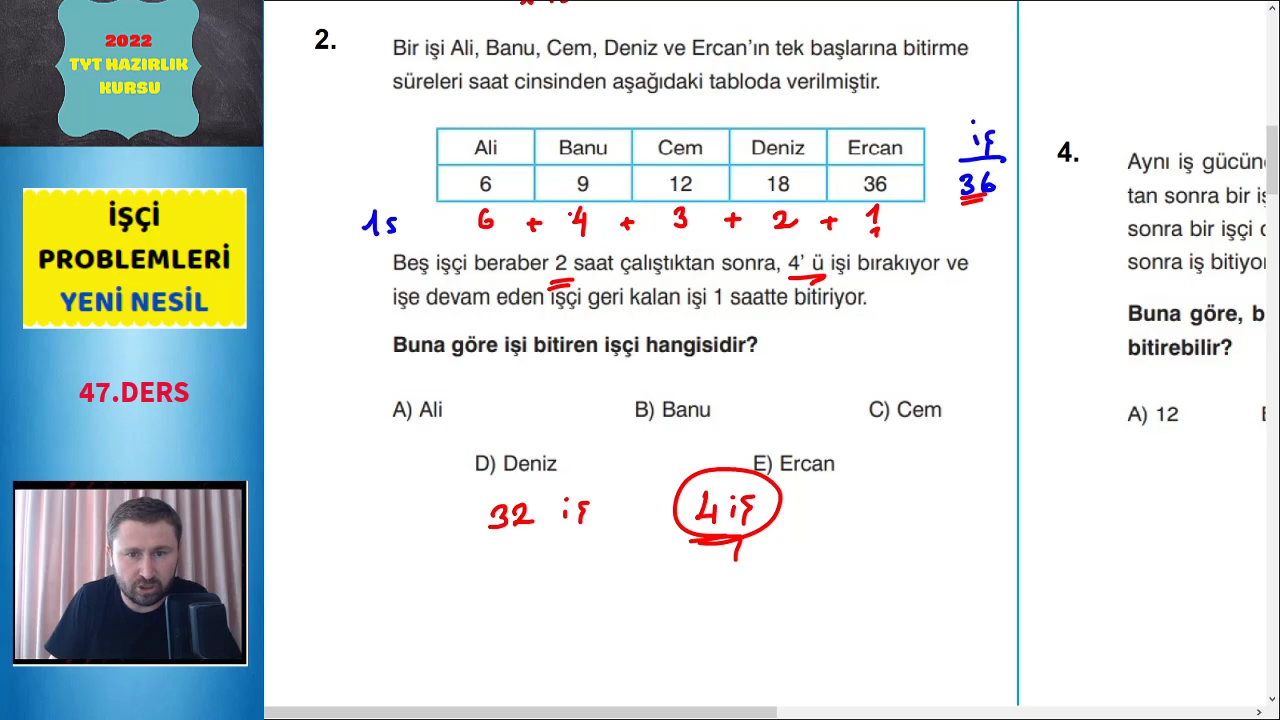 2022
TYT HAZIRLIK
KURSU
İŞÇİ
PROBLEMLERİ
YENİ NESİL
47.DERS
2.
Bir işi Ali, Banu, Cem, Deniz ve Ercan'ın tek başlarına bitirme
süreleri saat cinsinden aşağıdaki tabloda verilmiştir.
Ali Banu Cem Deniz Ercan
6 9 12 18 36
iş
36
1s 6 + 4 + 3 + 2 + 1
Beş işçi beraber 2 saat çalıştıktan sonra, 4' ü işi bırakıyor ve
işe devam eden işçi geri kalan işi 1 saatte bitiriyor.
Buna göre işi bitiren işçi hangisidir?
A) Ali B) Banu C) Cem
D) Deniz E) Ercan
32 iş 4 iş
4.
Aynı iş gücün
tan sonra bir iş
sonra bir işçi
sonra iş bitiyor
Buna göre, b
bitirebilir?
A) 12